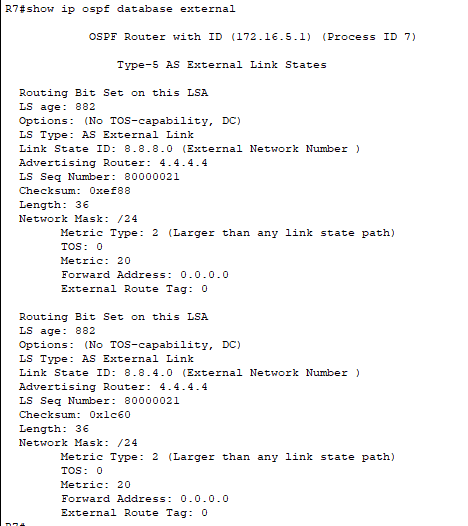 R7#show ip ospf database external
OSPF Router with ID (172.16.5.1) (Process ID 7)
Type-5 AS External Link States
Routing Bit Set on this LSA
LS age: 882
Options: (No TOS-capability, DC)
LS Type: AS External Link
Link State ID: 8.8.8.0 (External Network Number )
Advertising Router: 4.4.4.4
LS Seq Number: 80000021
Checksum: 0xef88
Length: 36
Network Mask: /24
Metric Type: 2 (Larger than any link state path)
TOS: 0
Metric: 20
Forward Address: 0.0.0.0
External Route Tag: 0
Routing Bit Set on this LSA
LS age: 882
Options: (No TOS-capability, DC)
LS Type: AS External Link
Link State ID: 8.8.4.0 (External Network Number )
Advertising Router: 4.4.4.4
LS Seq Number: 80000021
Checksum: 0x1c60
Length: 36
Network Mask: /24
Metric Type: 2 (Larger than any link state path)
TOS: 0
Metric: 20
Forward Address: 0.0.0.0
External Route Tag: 0
R7#